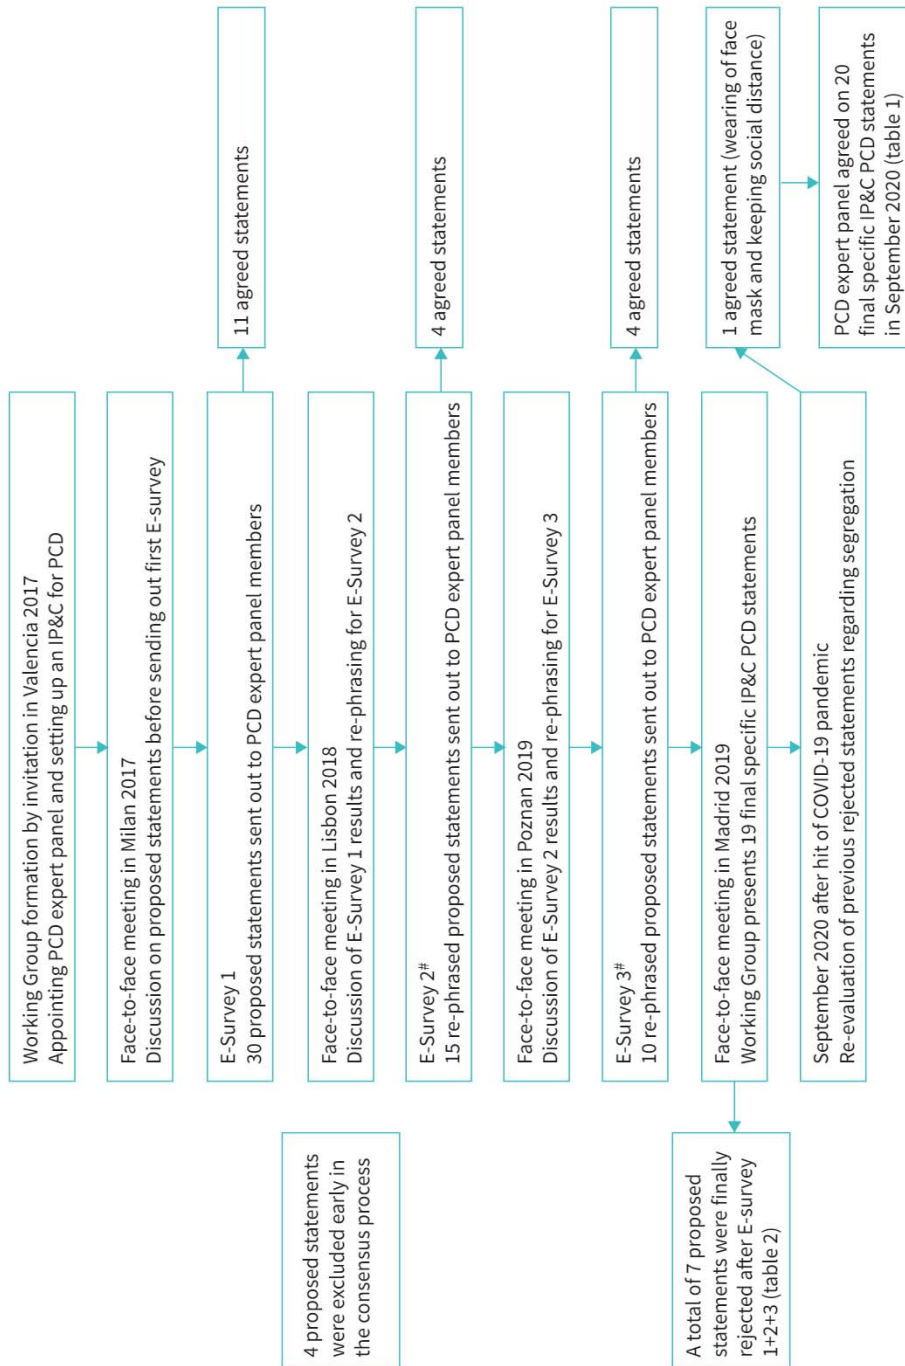 Working Group formation by invitation in Valencia 2017
Appointing PCD expert panel and setting up an IP&C for PCD
Face-to-face meeting in Milan 2017
Discussion on proposed statements before sending out first E-survey
E-Survey 1
30 proposed statements sent out to PCD expert panel members
11 agreed statements
4 proposed statements
were excluded early in
the consensus process
Face-to-face meeting in Lisbon 2018
Discussion of E-Survey 1 results and re-phrasing for E-Survey 2
E-Survey 2#
15 re-phrased proposed statements sent out to PCD expert panel members
4 agreed statements
Face-to-face meeting in Poznan 2019
Discussion of E-Survey 2 results and re-phrasing for E-Survey 3
E-Survey 3#
10 re-phrased proposed statements sent out to PCD expert panel members
4 agreed statements
A total of 7 proposed
statements were finally
rejected after E-survey
1+2+3 (table 2)
Face-to-face meeting in Madrid 2019
Working Group presents 19 final specific IP&C PCD statements
1 agreed statement (wearing of face
mask and keeping social distance)
September 2020 after hit of COVID-19 pandemic
Re-evaluation of previous rejected statements regarding segregation
PCD expert panel agreed on 20
final specific IP&C PCD statements
in September 2020 (table 1)